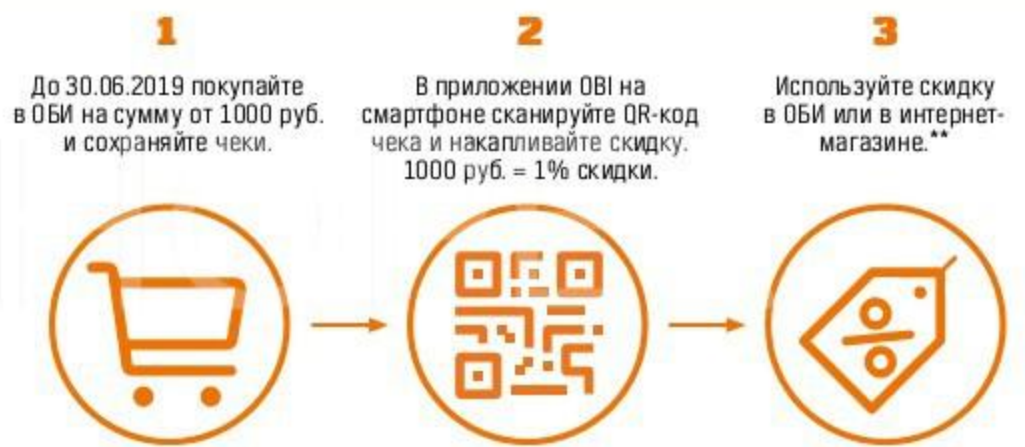 1
До 30.06.2019 покупайте
в ОБИ на сумму от 1000 руб.
и сохраняйте чеки.
2
В приложении OBI на
смартфоне сканируйте QR-код
чека и накапливайте скидку.
1000 руб. = 1% скидки.
3
Используйте скидку
в ОБИ или в интернет-
магазине.**
%